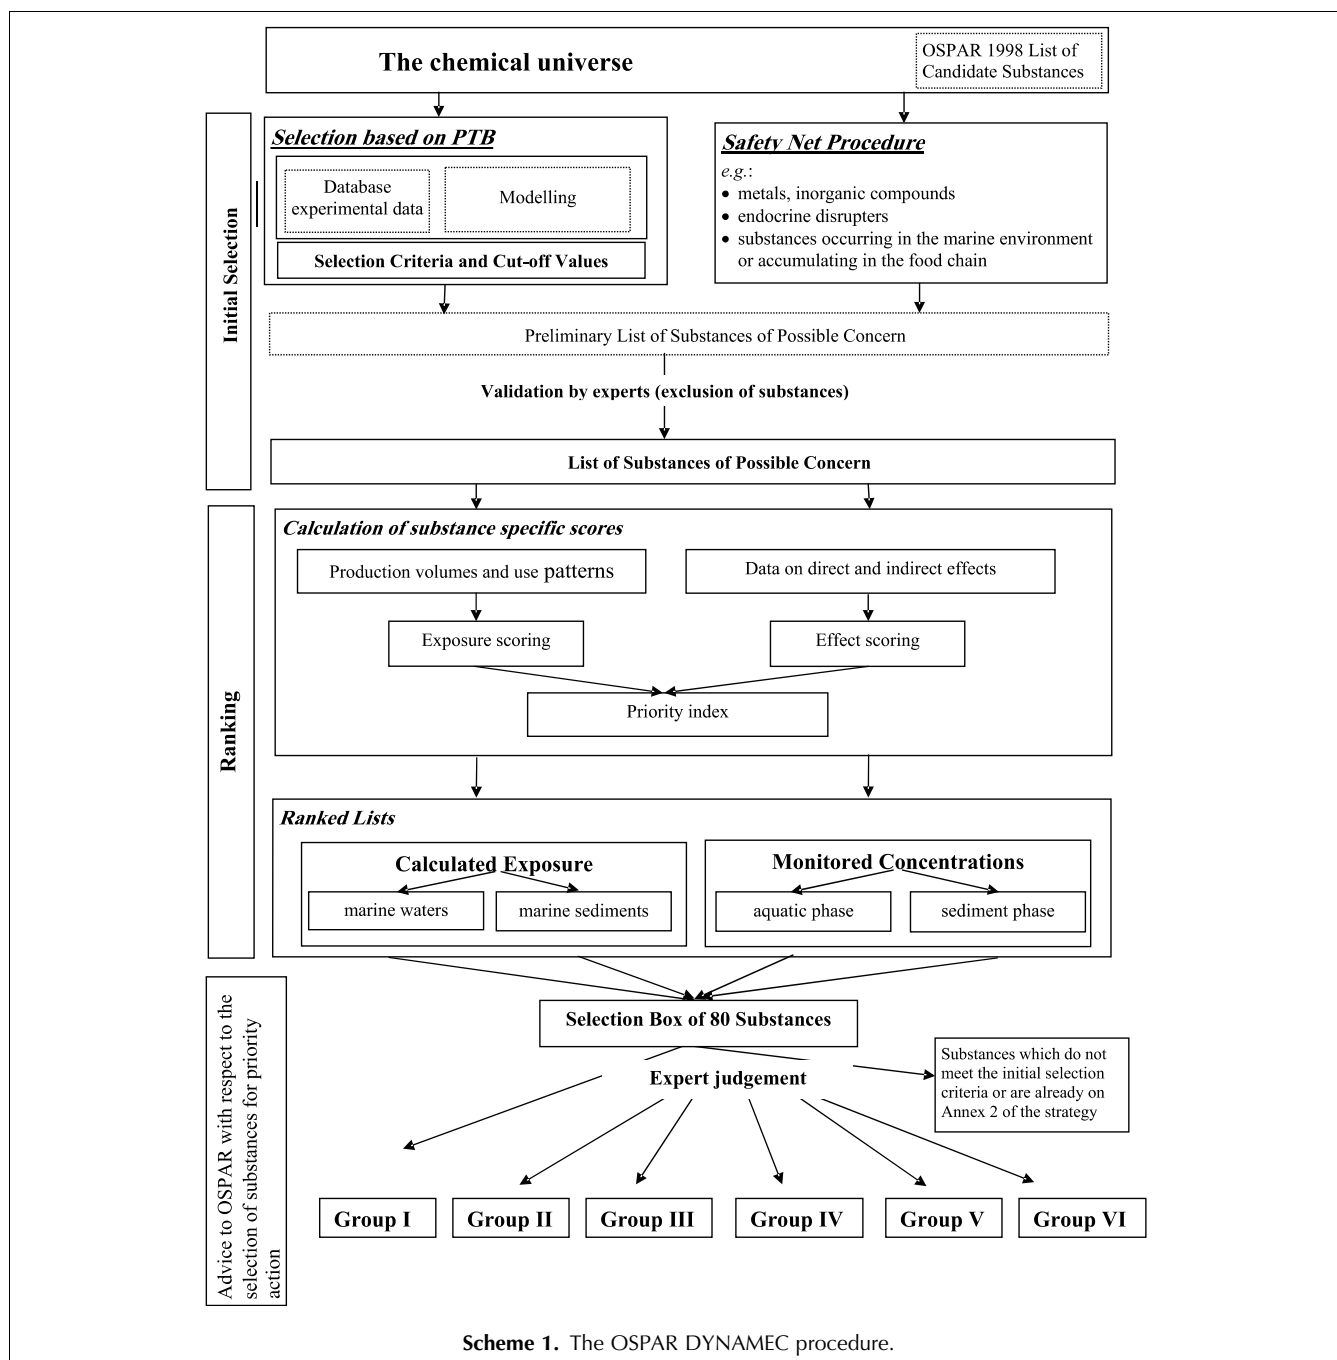 The chemical universe
OSPAR 1998 List of
Candidate Substances
Initial Selection
Selection based on PTB
Database
experimental data
Modelling
Selection Criteria and Cut-off Values
Safety Net Procedure
e.g.:
• metals, inorganic compounds
• endocrine disrupters
• substances occurring in the marine environment
or accumulating in the food chain
Preliminary List of Substances of Possible Concern
Validation by experts (exclusion of substances)
List of Substances of Possible Concern
Ranking
Calculation of substance specific scores
Production volumes and use patterns
Data on direct and indirect effects
Exposure scoring
Effect scoring
Priority index
Ranked Lists
Calculated Exposure
marine waters
marine sediments
Monitored Concentrations
aquatic phase
sediment phase
Advice to OSPAR with respect to the
selection of substances for priority
action
Selection Box of 80 Substances
Expert judgement
Substances which do not
meet the initial selection
criteria or are already on
Annex 2 of the strategy
Group I
Group II
Group III
Group IV
Group V
Group VI
Scheme 1. The OSPAR DYNAMEC procedure.